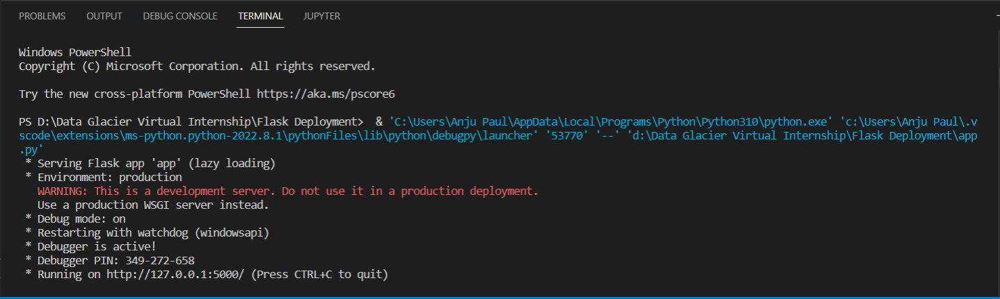 PROBLEMS OUTPUT DEBUG CONSOLE TERMINAL JUPYTER
Windows PowerShell
Copyright (C) Microsoft Corporation. All rights reserved.
Try the new cross-platform PowerShell https://aka.ms/pscore6
PS D:\Data Glacier Virtual Internship\Flask Deployment>  & 'C:\Users\Anju Paul\AppData\Local\Programs\Python\Python310\python.exe' 'c:\Users\Anju Paul\.v
scode\extensions\ms-python.python-2022.8.1\pythonFiles\lib\python\debugpy\launcher' '53770' '--' 'd:\Data Glacier Virtual Internship\Flask Deployment\app
.py'
 * Serving Flask app 'app' (lazy loading)
 * Environment: production
   WARNING: This is a development server. Do not use it in a production deployment.
   Use a production WSGI server instead.
 * Debug mode: on
 * Restarting with watchdog (windowsapi)
 * Debugger is active!
 * Debugger PIN: 349-272-658
 * Running on http://127.0.0.1:5000/ (Press CTRL+C to quit)